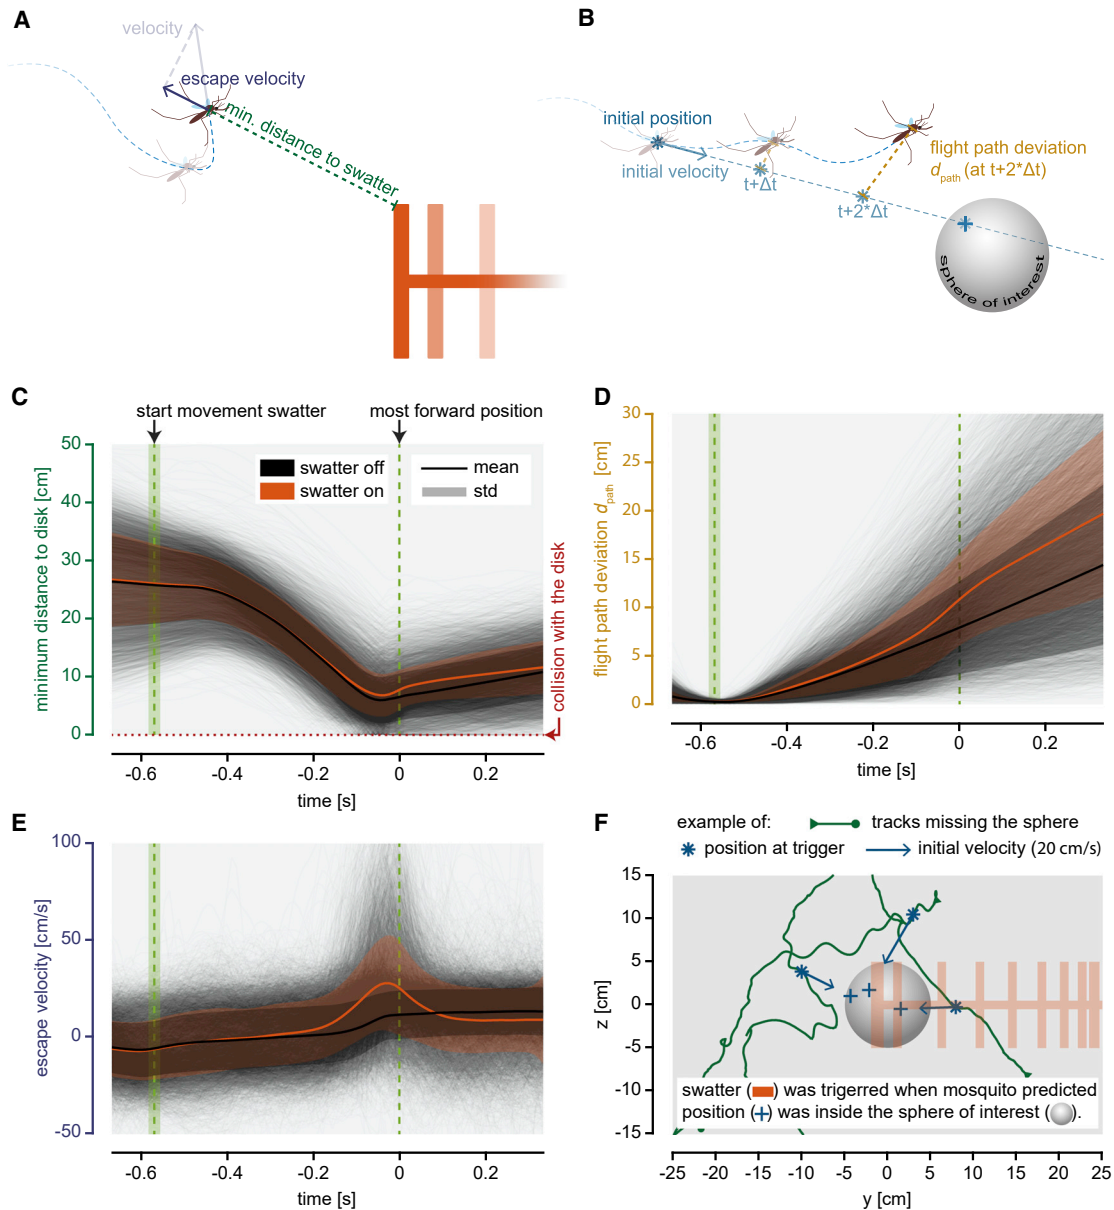 A
velocity
escape velocity
min. distance to swatter
B
initial position
initial velocity
t+Δt
t+2*Δt
flight path deviation
dpath (at t+2*Δt)
sphere of interest
C
start movement swatter
most forward position
swatter off
swatter on
mean
std
minimum distance to disk [cm]
50
40
30
20
10
0
collision with the disk
-0.6
-0.4
-0.2
0
0.2
time [s]
D
flight path deviation dpath [cm]
30
25
20
15
10
5
0
-0.6
-0.4
-0.2
0
0.2
time [s]
E
escape velocity [cm/s]
100
50
0
-50
-0.6
-0.4
-0.2
0
0.2
time [s]
F
example of:
tracks missing the sphere
position at trigger
initial velocity (20 cm/s)
z [cm]
15
10
5
0
-5
-10
-15
swatter ( ) was trigerred when mosquito predicted
position (+) was inside the sphere of interest ( ).
-25
-20
-15
-10
-5
0
5
10
15
20
25
y [cm]